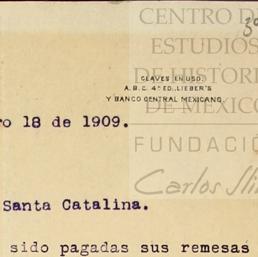 CENTRO DE
ESTUDIOS
DE HISTORI
DE MÉXICO
FUNDACIÓ
Carlos Sli
CLAVES EN USO.
A. B. C. 4ª ED., LIEBER'S
Y BANCO CENTRAL MEXICANO.
ro 18 de 1909.
Santa Catalina.
sido pagadas sus remesas